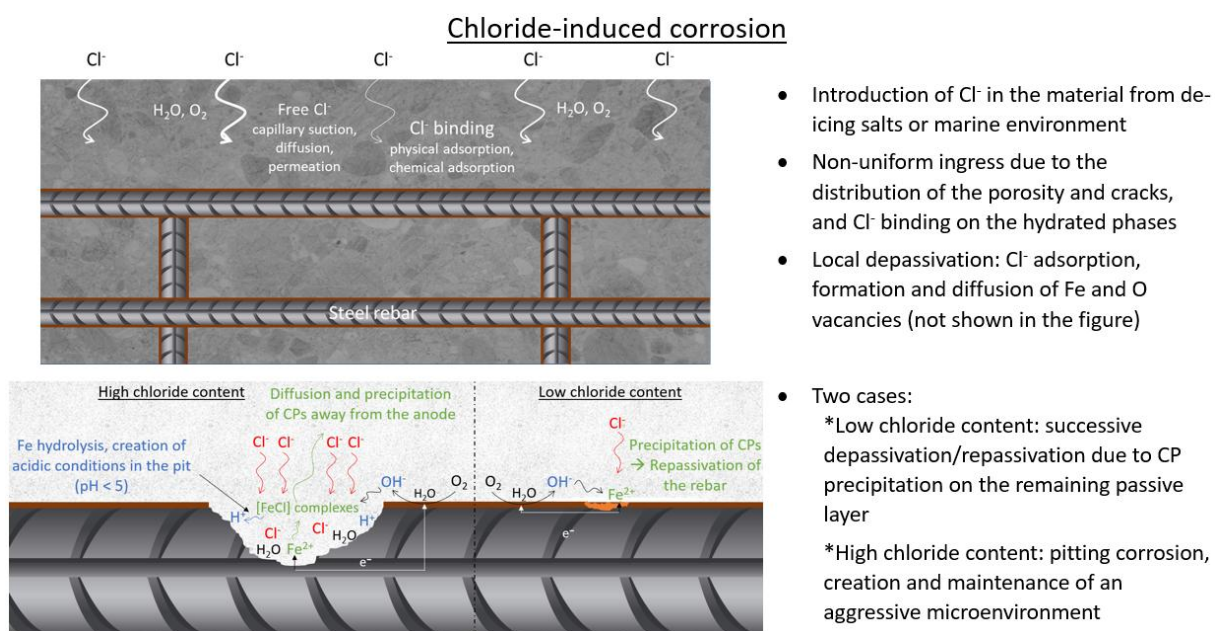 Chloride-induced corrosion
Cl⁻ Cl⁻ Cl⁻ Cl⁻ Cl⁻
H₂O, O₂
Free Cl⁻
capillary suction,
diffusion,
permeation
Cl⁻ binding
physical adsorption,
chemical adsorption
H₂O, O₂
Steel rebar
• Introduction of Cl⁻ in the material from de-
icing salts or marine environment
• Non-uniform ingress due to the
distribution of the porosity and cracks,
and Cl⁻ binding on the hydrated phases
• Local depassivation: Cl⁻ adsorption,
formation and diffusion of Fe and O
vacancies (not shown in the figure)
High chloride content
Diffusion and precipitation
of CPs away from the anode
Fe hydrolysis, creation of
acidic conditions in the pit
(pH < 5)
Cl⁻ Cl⁻ Cl⁻ Cl⁻
[FeCl] complexes
H⁺
Cl⁻
H₂O
Fe²⁺
Cl⁻
H₂O
H⁺
OH⁻
H₂O
O₂
e⁻
Low chloride content
Cl⁻
Precipitation of CPs
→ Repassivation of
the rebar
O₂
H₂O
OH⁻
Fe²⁺
e⁻
• Two cases:
*Low chloride content: successive
depassivation/repassivation due to CP
precipitation on the remaining passive
layer
*High chloride content: pitting corrosion,
creation and maintenance of an
aggressive microenvironment